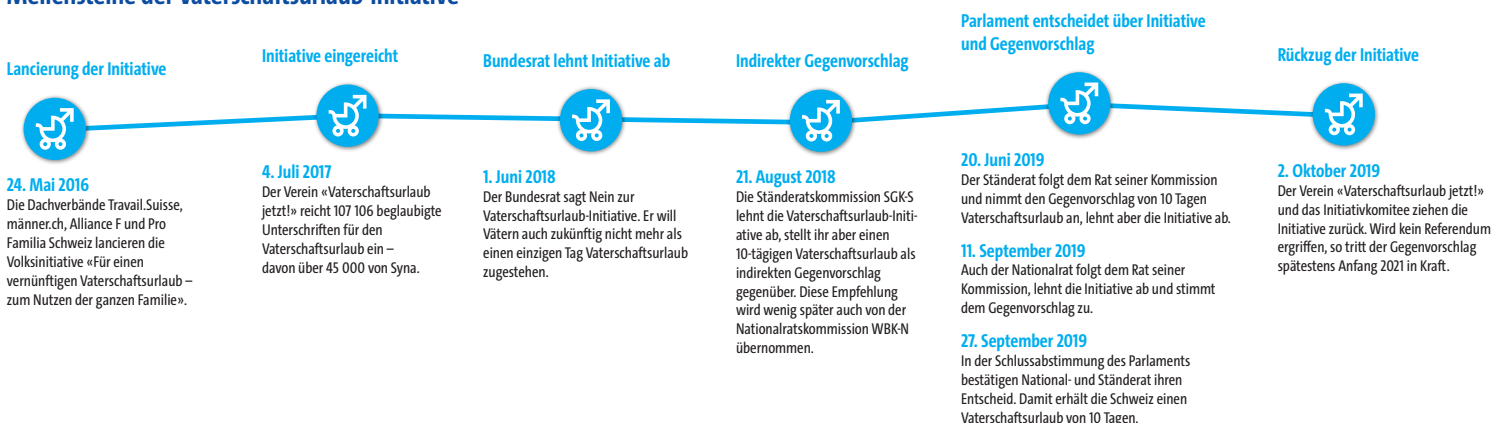 Meilensteine der Vaterschaftsurlaub-Initiative
Lancierung der Initiative
24. Mai 2016
Die Dachverbände Travail.Suisse,
männer.ch, Alliance F und Pro
Familia Schweiz lancieren die
Volksinitiative «Für einen
vernünftigen Vaterschaftsurlaub –
zum Nutzen der ganzen Familie».
Initiative eingereicht
4. Juli 2017
Der Verein «Vaterschaftsurlaub
jetzt!» reicht 107 106 beglaubigte
Unterschriften für den
Vaterschaftsurlaub ein –
davon über 45 000 von Syna.
Bundesrat lehnt Initiative ab
1. Juni 2018
Der Bundesrat sagt Nein zur
Vaterschaftsurlaub-Initiative. Er will
Vätern auch zukünftig nicht mehr als
einen einzigen Tag Vaterschaftsurlaub
zugestehen.
Indirekter Gegenvorschlag
21. August 2018
Die Ständeratskommission SGK-S
lehnt die Vaterschaftsurlaub-Initi-
ative ab, stellt ihr aber einen
10-tägigen Vaterschaftsurlaub als
indirekten Gegenvorschlag
gegenüber. Diese Empfehlung
wird wenig später auch von der
Nationalratskommission WBK-N
übernommen.
Parlament entscheidet über Initiative
und Gegenvorschlag
20. Juni 2019
Der Ständerat folgt dem Rat seiner Kommission
und nimmt den Gegenvorschlag von 10 Tagen
Vaterschaftsurlaub an, lehnt aber die Initiative ab.
11. September 2019
Auch der Nationalrat folgt dem Rat seiner
Kommission, lehnt die Initiative ab und stimmt
dem Gegenvorschlag zu.
27. September 2019
In der Schlussabstimmung des Parlaments
bestätigen National- und Ständerat ihren
Entscheid. Damit erhält die Schweiz einen
Vaterschaftsurlaub von 10 Tagen.
Rückzug der Initiative
2. Oktober 2019
Der Verein «Vaterschaftsurlaub jetzt!»
und das Initiativkomitee ziehen die
Initiative zurück. Wird kein Referendum
ergriffen, so tritt der Gegenvorschlag
spätestens Anfang 2021 in Kraft.